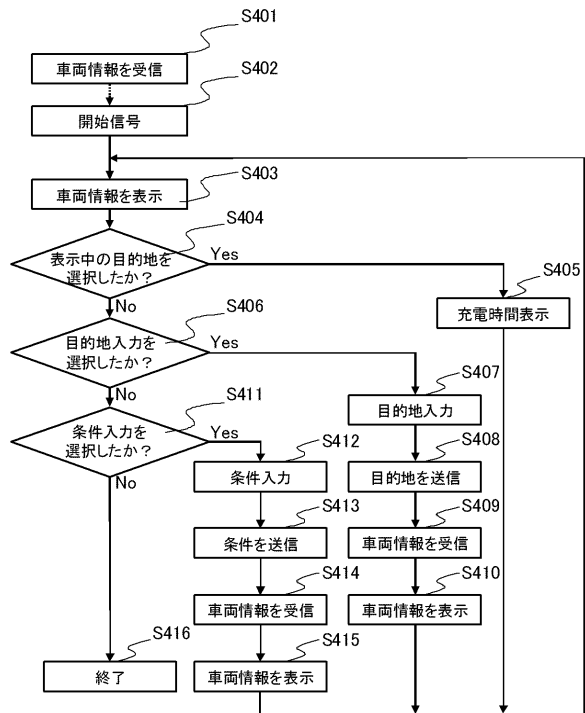 S401
車両情報を受信
S402
開始信号
S403
車両情報を表示
S404
表示中の目的地を
選択したか？
Yes
No
S405
充電時間表示
S406
目的地入力を
選択したか？
Yes
No
S407
目的地入力
S408
目的地を送信
S409
車両情報を受信
S410
車両情報を表示
S411
条件入力を
選択したか？
Yes
No
S412
条件入力
S413
条件を送信
S414
車両情報を受信
S415
車両情報を表示
S416
終了